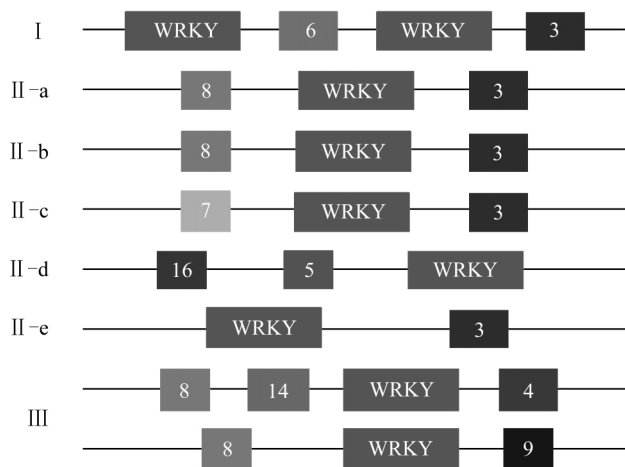 I WRKY 6 WRKY 3
II-a 8 WRKY 3
II-b 8 WRKY 3
II-c 7 WRKY 3
II-d 16 5 WRKY
II-e WRKY 3
8 14 WRKY 4
III
8 WRKY 9